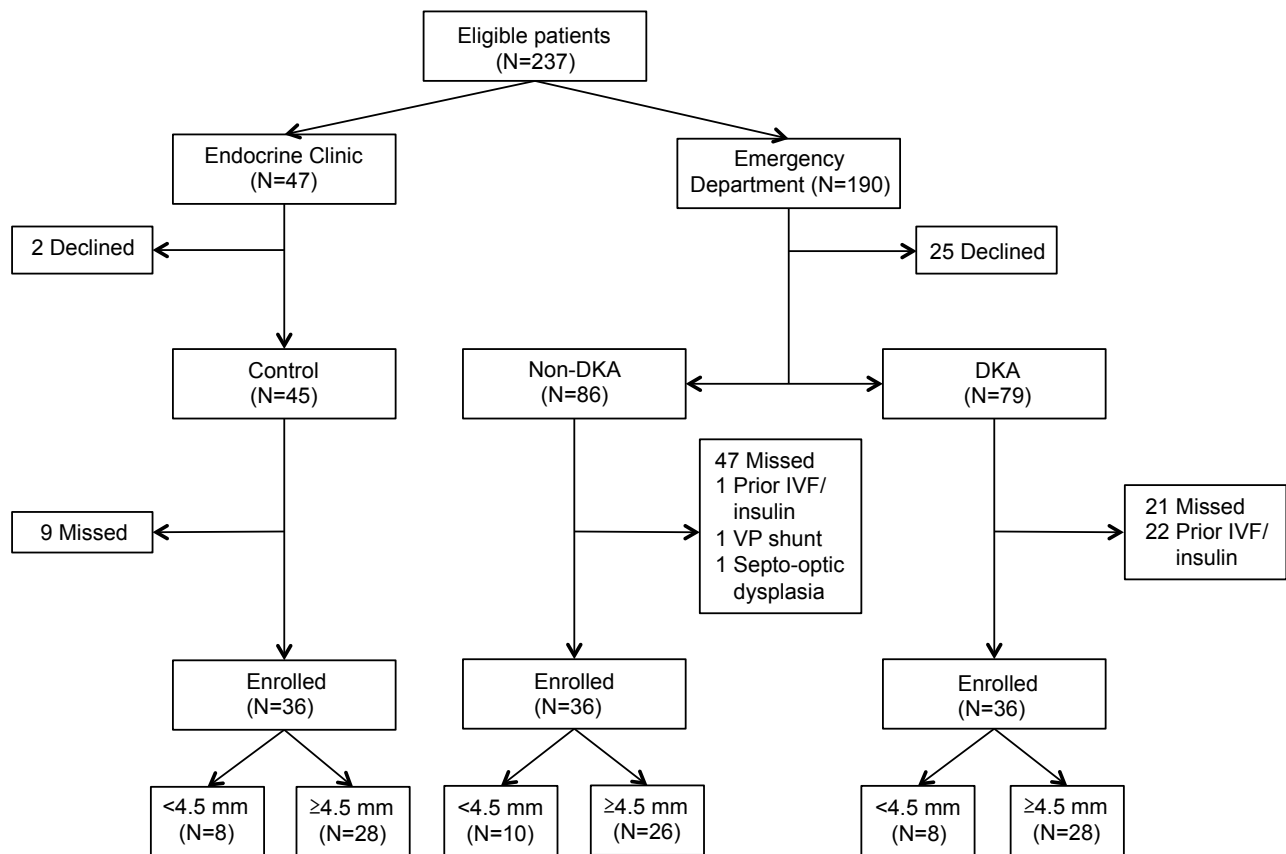 Eligible patients
(N=237)
Endocrine Clinic
(N=47)
Emergency
Department (N=190)
2 Declined
25 Declined
Control
(N=45)
Non-DKA
(N=86)
DKA
(N=79)
9 Missed
47 Missed
1 Prior IVF/
insulin
1 VP shunt
1 Septo-optic
dysplasia
21 Missed
22 Prior IVF/
insulin
Enrolled
(N=36)
Enrolled
(N=36)
Enrolled
(N=36)
<4.5 mm
(N=8)
≥4.5 mm
(N=28)
<4.5 mm
(N=10)
≥4.5 mm
(N=26)
<4.5 mm
(N=8)
≥4.5 mm
(N=28)